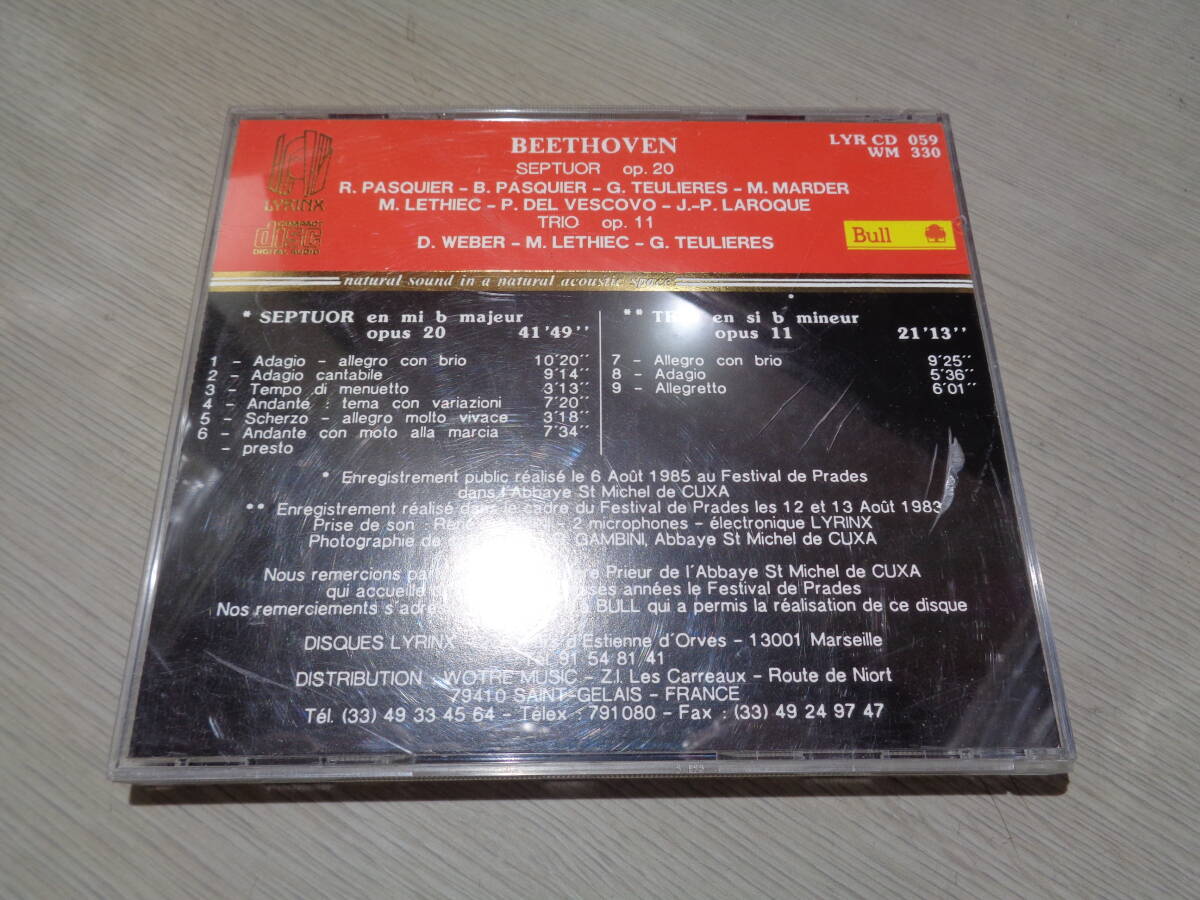 LYRINX
COMPACT
disc
DIGITAL AUDIO
BEETHOVEN
SEPTUOR op. 20
R. PASQUIER – B. PASQUIER – G. TEULIERES – M. MARDER
M. LETHIEC – P. DEL VESCOVO – J.-P. LAROQUE
TRIO op. 11
D. WEBER – M. LETHIEC – G. TEULIERES
LYR CD 059
WM 330
Bull
natural sound in a natural acoustic space
* SEPTUOR en mi b majeur
opus 20 41'49''
1 – Adagio – allegro con brio 10'20''
2 – Adagio cantabile 9'14''
3 – Tempo di menuetto 3'13''
4 – Andante : tema con variazioni 7'20''
5 – Scherzo – allegro molto vivace 3'18''
6 – Andante con moto alla marcia 7'34''
– presto
** en si b mineur
opus 11 21'13''
7 – Allegro con brio 9'25''
8 – Adagio 5'36''
9 – Allegretto 6'01''
* Enregistrement public réalisé le 6 Août 1985 au Festival de Prades
dans l'Abbaye St Michel de CUXA
** Enregistrement réalisé dans le cadre du Festival de Prades les 12 et 13 Août 1983
Prise de son : – 2 microphones – électronique LYRINX
Photographie de GAMBINI, Abbaye St Michel de CUXA
Nous remercions Prieur de l'Abbaye St Michel de CUXA
qui accueille années le Festival de Prades
Nos remerciements BULL qui a permis la réalisation de ce disque
DISQUES LYRINX d'Estienne d'Orves – 13001 Marseille
Tél. 91 54 81 41
DISTRIBUTION : WOTRE MUSIC – Z.I. Les Carreaux – Route de Niort
79410 SAINT-GELAIS – FRANCE
Tél. (33) 49 33 45 64 – Télex : 791080 – Fax : (33) 49 24 97 47